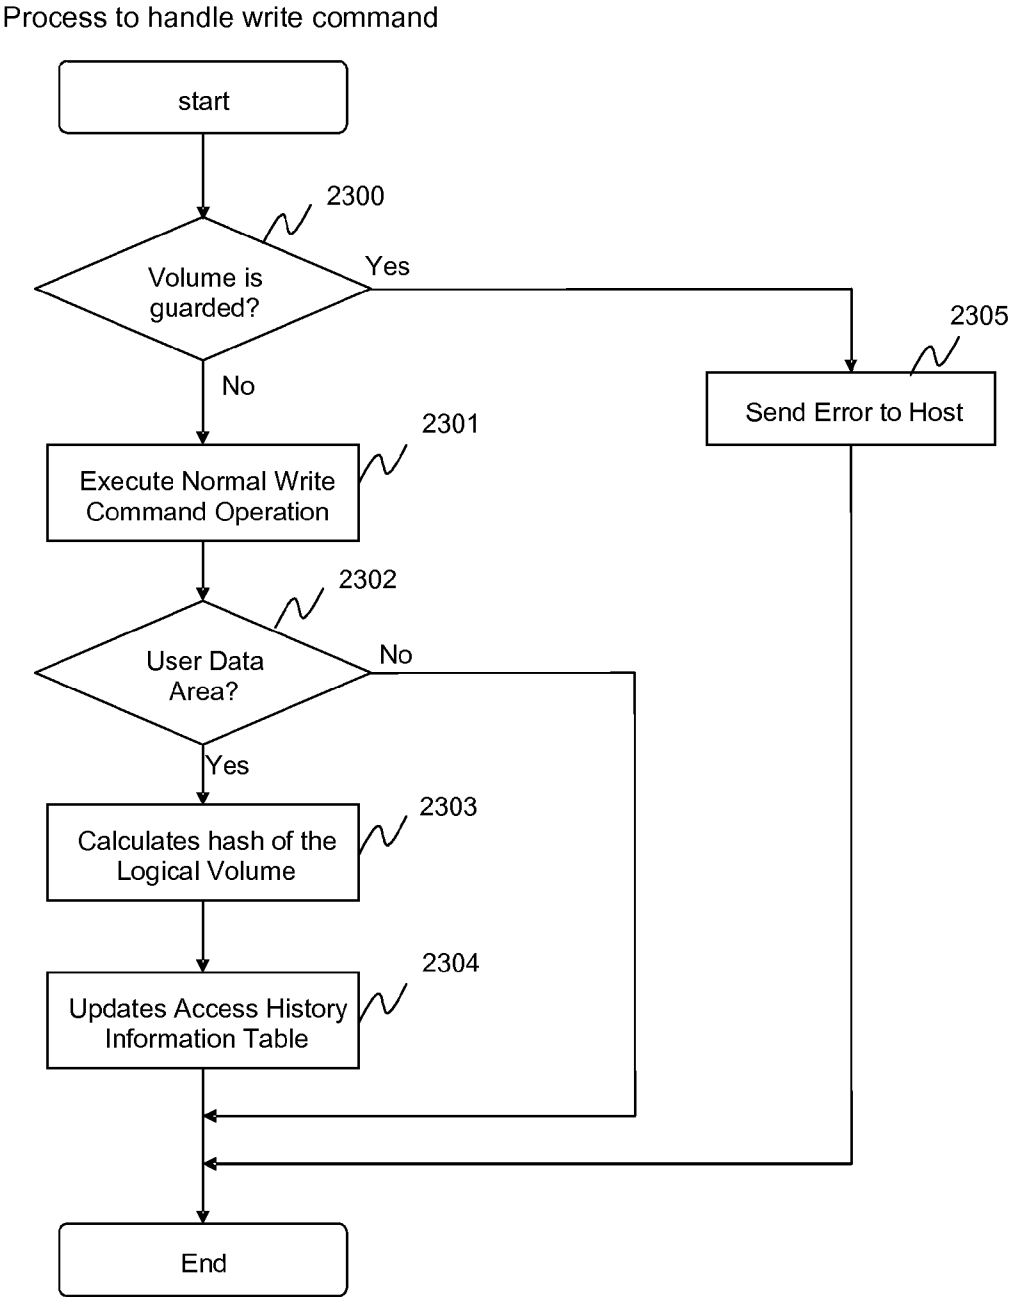 Process to handle write command
start
2300
Volume is
guarded?
Yes
No
2305
Send Error to Host
2301
Execute Normal Write
Command Operation
2302
User Data
Area?
No
Yes
2303
Calculates hash of the
Logical Volume
2304
Updates Access History
Information Table
End